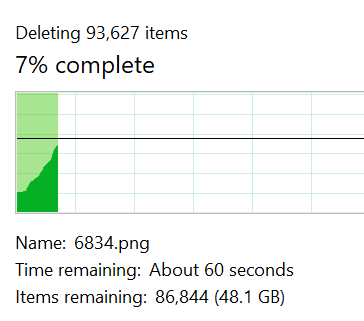 Deleting 93,627 items
7% complete
Name: 6834.png
Time remaining: About 60 seconds
Items remaining: 86,844 (48.1 GB)